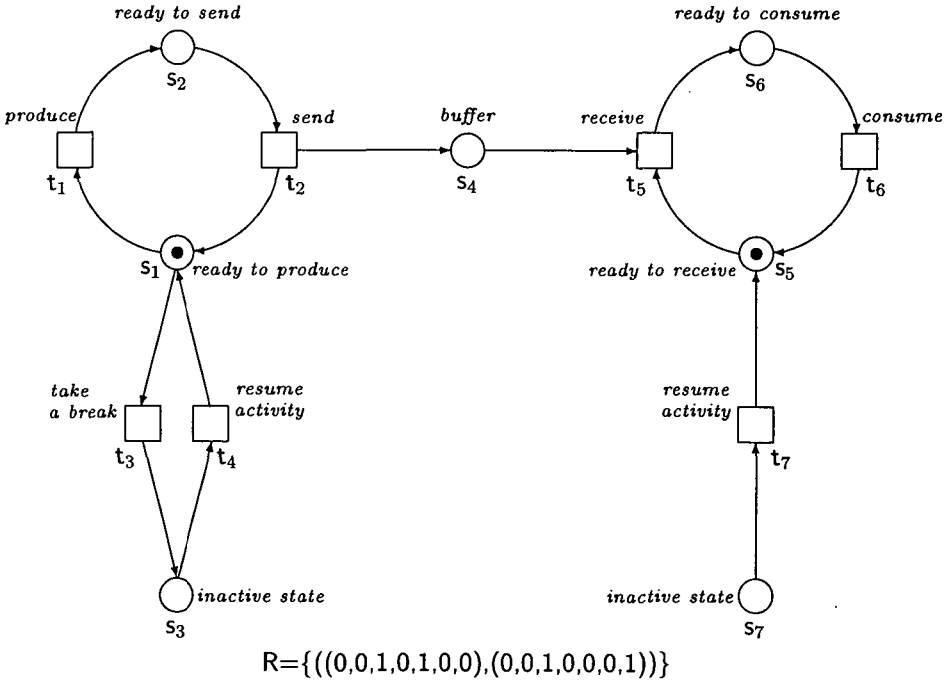 ready to send
ready to consume
s2
s6
produce
send
buffer
receive
consume
t1
t2
s4
t5
t6
s1
ready to produce
ready to receive
s5
take
a break
resume
activity
resume
activity
t3
t4
t7
inactive state
inactive state
s3
s7
R={((0,0,1,0,1,0,0),(0,0,1,0,0,0,1))}